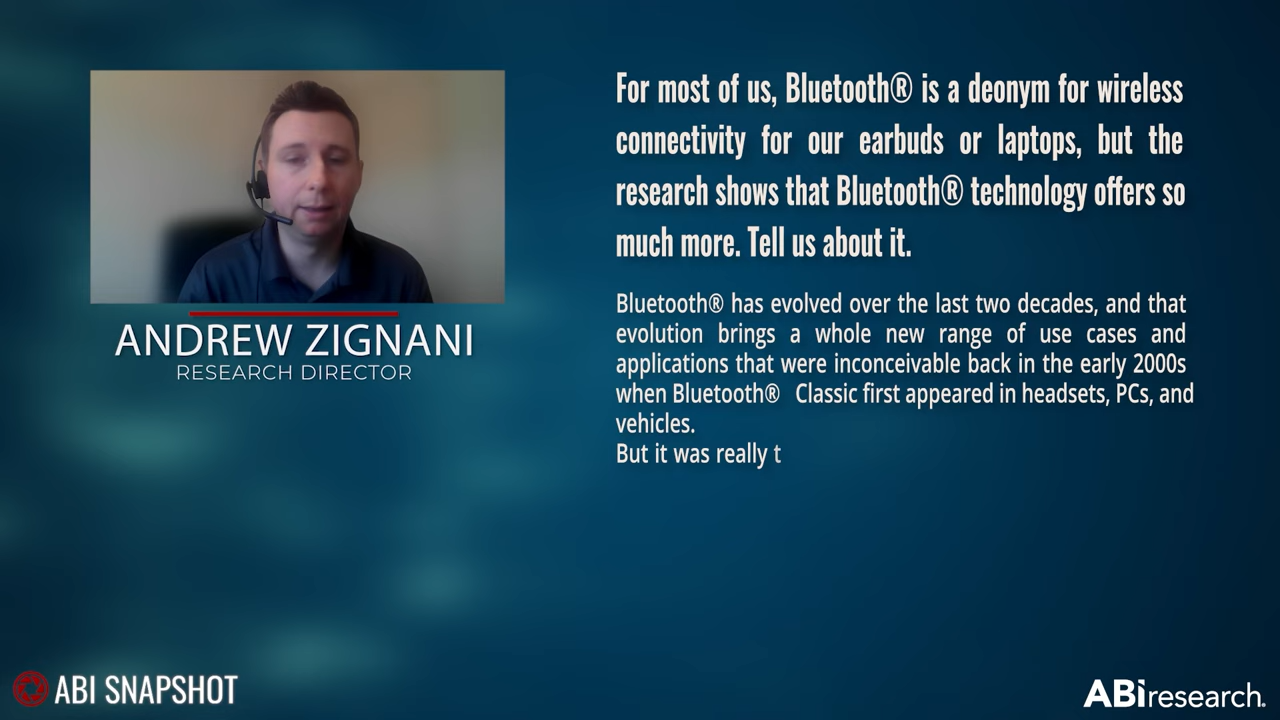 For most of us, Bluetooth® is a deonym for wireless
connectivity for our earbuds or laptops, but the
research shows that Bluetooth® technology offers so
much more. Tell us about it.
Bluetooth® has evolved over the last two decades, and that
evolution brings a whole new range of use cases and
applications that were inconceivable back in the early 2000s
when Bluetooth® Classic first appeared in headsets, PCs, and
vehicles.
But it was really t
ANDREW ZIGNANI
RESEARCH DIRECTOR
ABI SNAPSHOT
ABIresearch.